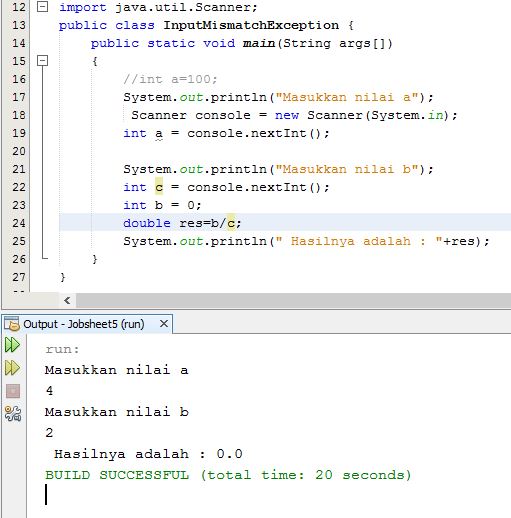 12 import java.util.Scanner;
13 public class InputMismatchException {
14 public static void main(String args[])
15 {
16 //int a=100;
17 System.out.println("Masukkan nilai a");
18 Scanner console = new Scanner(System.in);
19 int a = console.nextInt();
20
21 System.out.println("Masukkan nilai b");
22 int c = console.nextInt();
23 int b = 0;
24 double res=b/c;
25 System.out.println(" Hasilnya adalah : "+res);
26 }
27 }
Output - Jobsheet5 (run)
run:
Masukkan nilai a
4
Masukkan nilai b
2
Hasilnya adalah : 0.0
BUILD SUCCESSFUL (total time: 20 seconds)